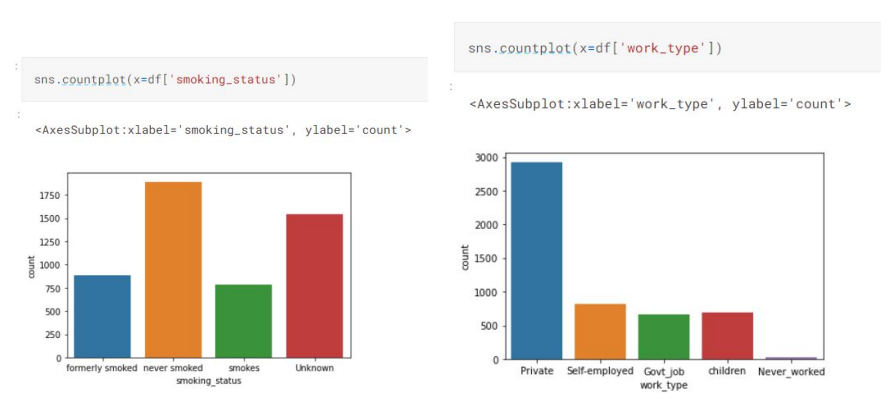 sns.countplot(x=df['smoking_status'])
<AxesSubplot:xlabel='smoking_status', ylabel='count'>
1750
1500
1250
1000
750
500
250
0
count
formerly smoked never smoked smokes Unknown
smoking_status
sns.countplot(x=df['work_type'])
<AxesSubplot:xlabel='work_type', ylabel='count'>
3000
2500
2000
1500
1000
500
0
count
Private Self-employed Govt_job children Never_worked
work_type